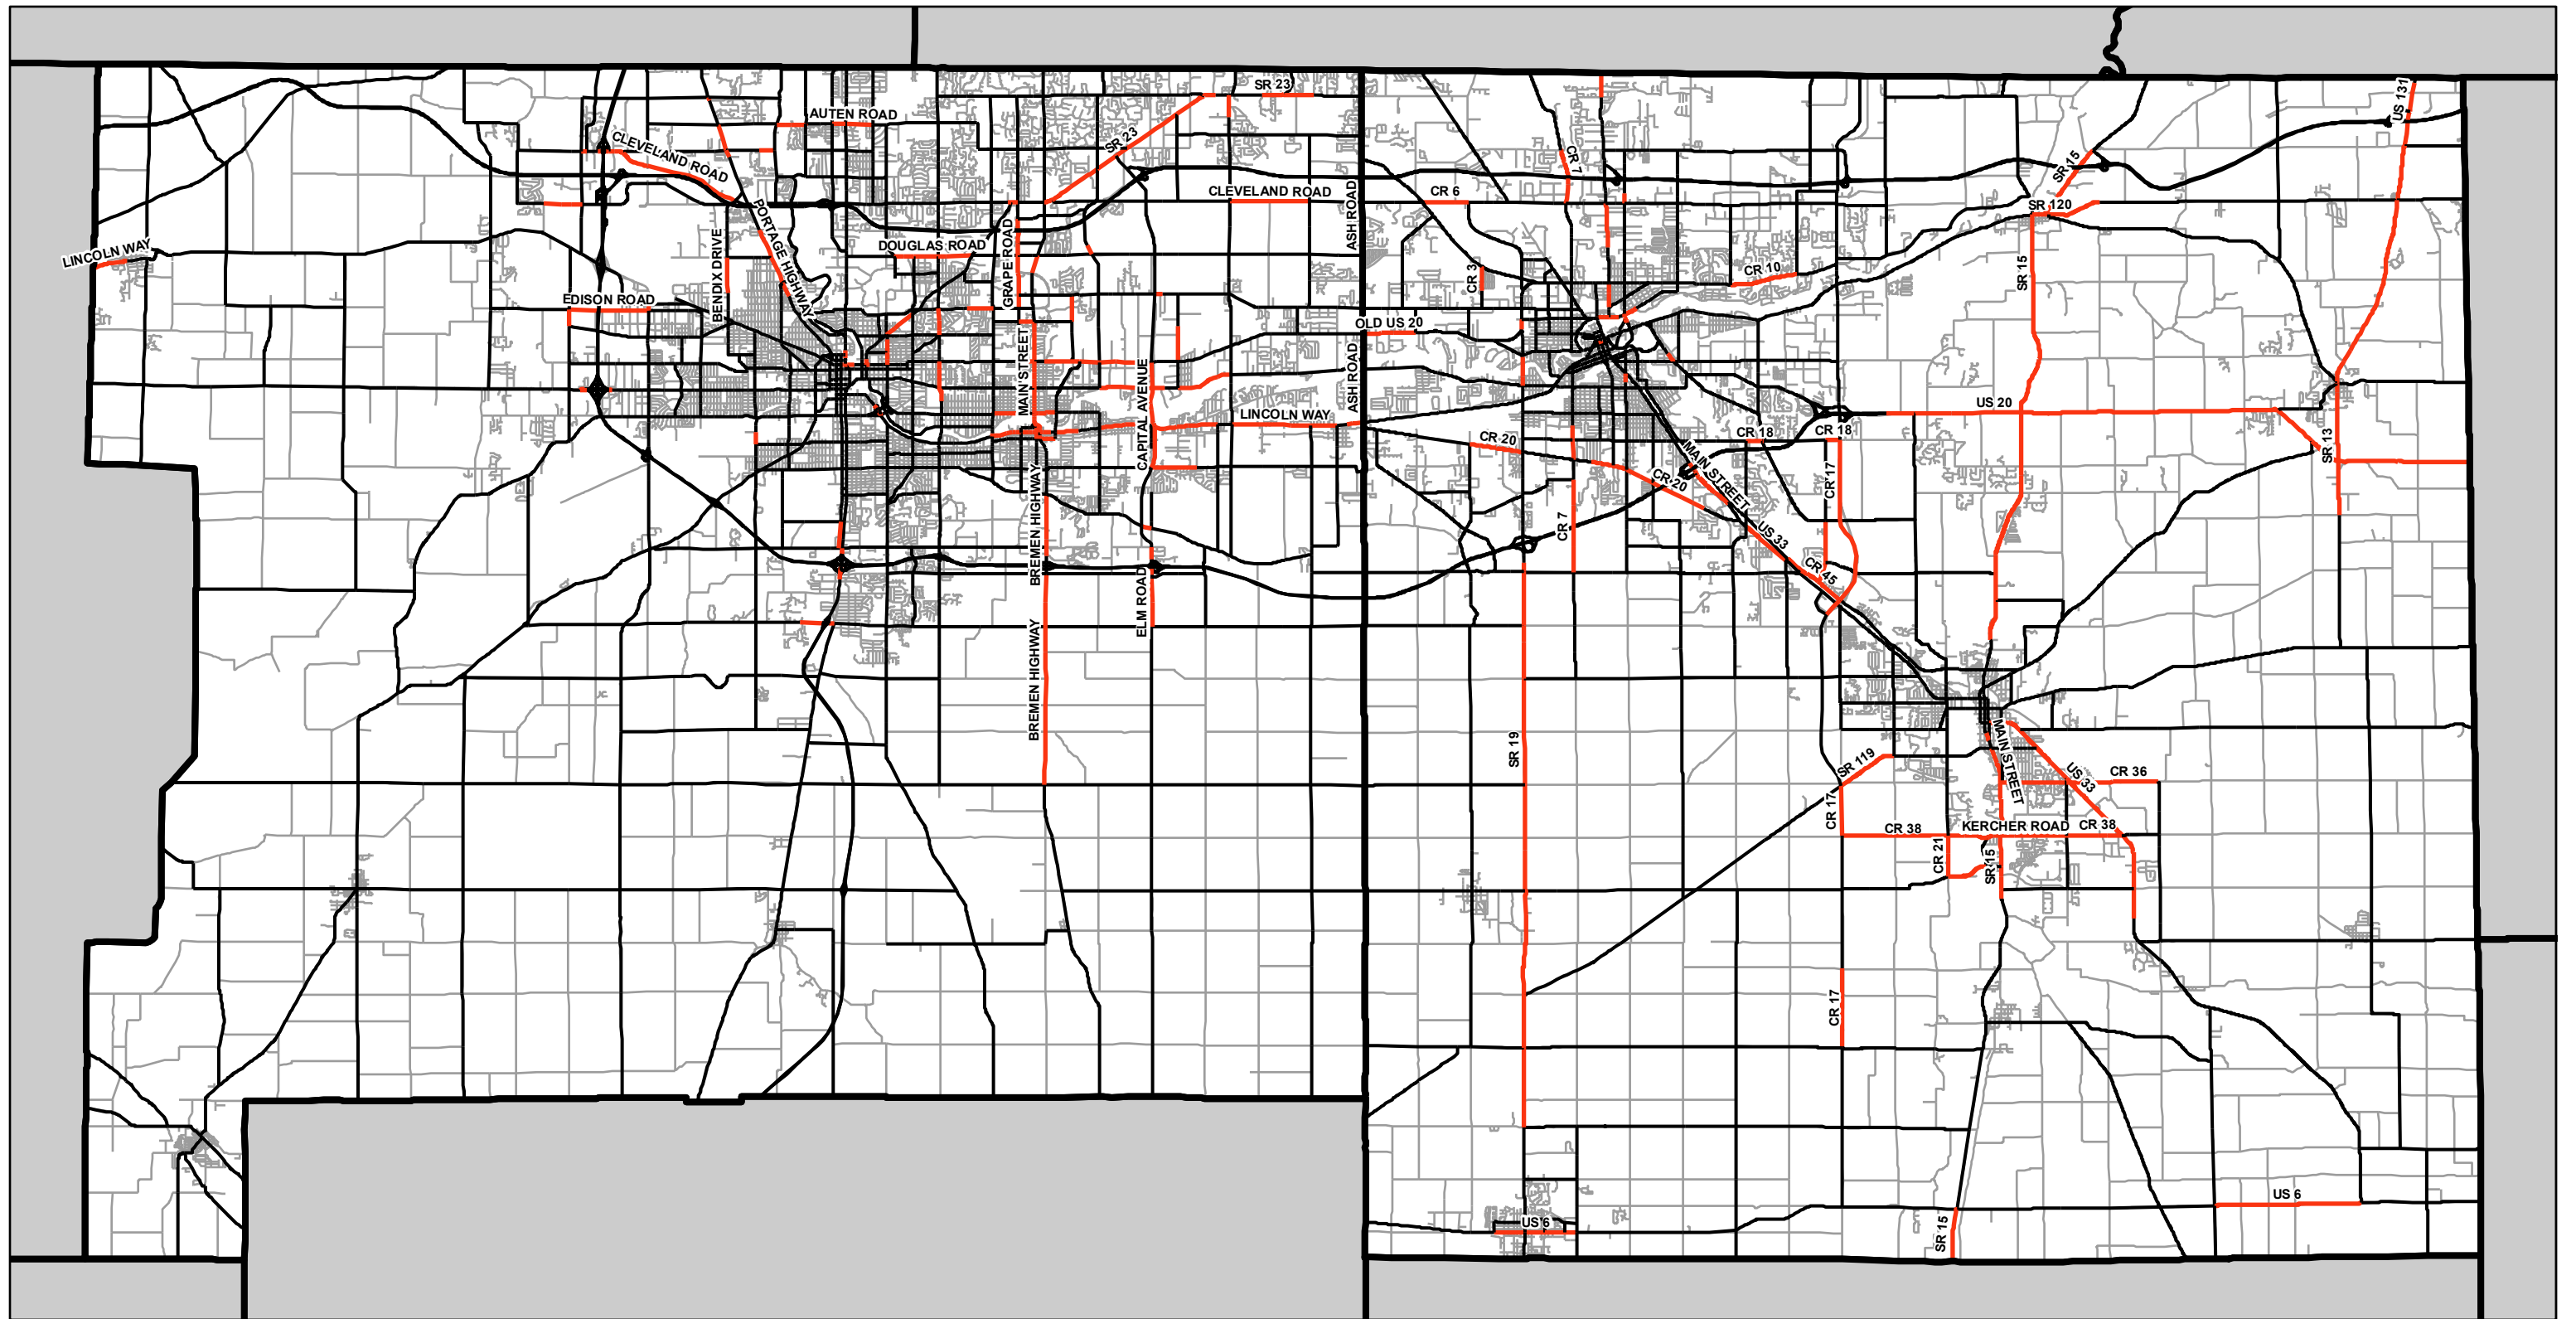 SR 23
US 131
AUTEN ROAD
CLEVELAND ROAD
SR 23
CR 7
SR 15
CLEVELAND ROAD
CR 6
SR 120
PORTAGE HIGHWAY
ASH ROAD
LINCOLN WAY
BENDIX DRIVE
DOUGLAS ROAD
GRAPE ROAD
CR 3
CR 10
SR 15
EDISON ROAD
OLD US 20
MAIN STREET
ASH ROAD
CAPITAL AVENUE
LINCOLN WAY
US 20
CR 20
CR 18
CR 18
SR 13
MAIN STREET
CR 20
CR 17
BREMEN HIGHWAY
CR 7
US 33
CR 45
ELM ROAD
BREMEN HIGHWAY
SR 19
MAIN STREET
SR 119
US 33
CR 36
CR 17
CR 38
KERCHER ROAD
CR 38
CR 21
SR 15
CR 17
US 6
US 6
SR 15